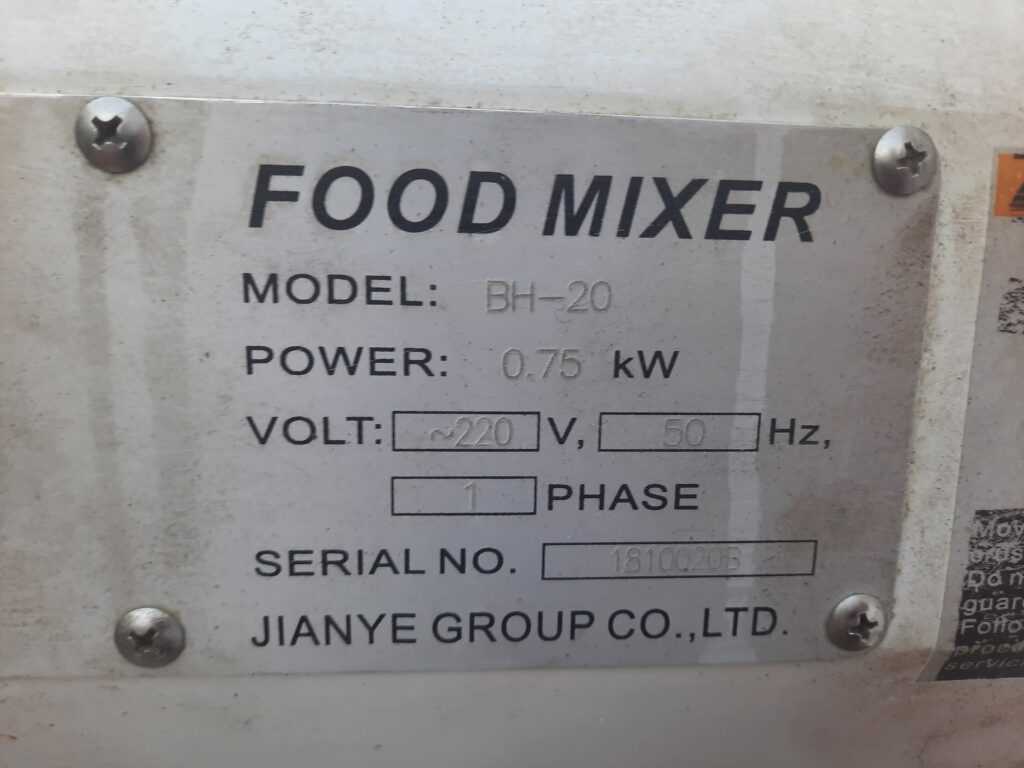 FOOD MIXER
MODEL: BH-20
POWER: 0.75 kW
VOLT: ~220 V, 50 Hz,
1 PHASE
SERIAL NO. 1810020B
JIANYE GROUP CO.,LTD.